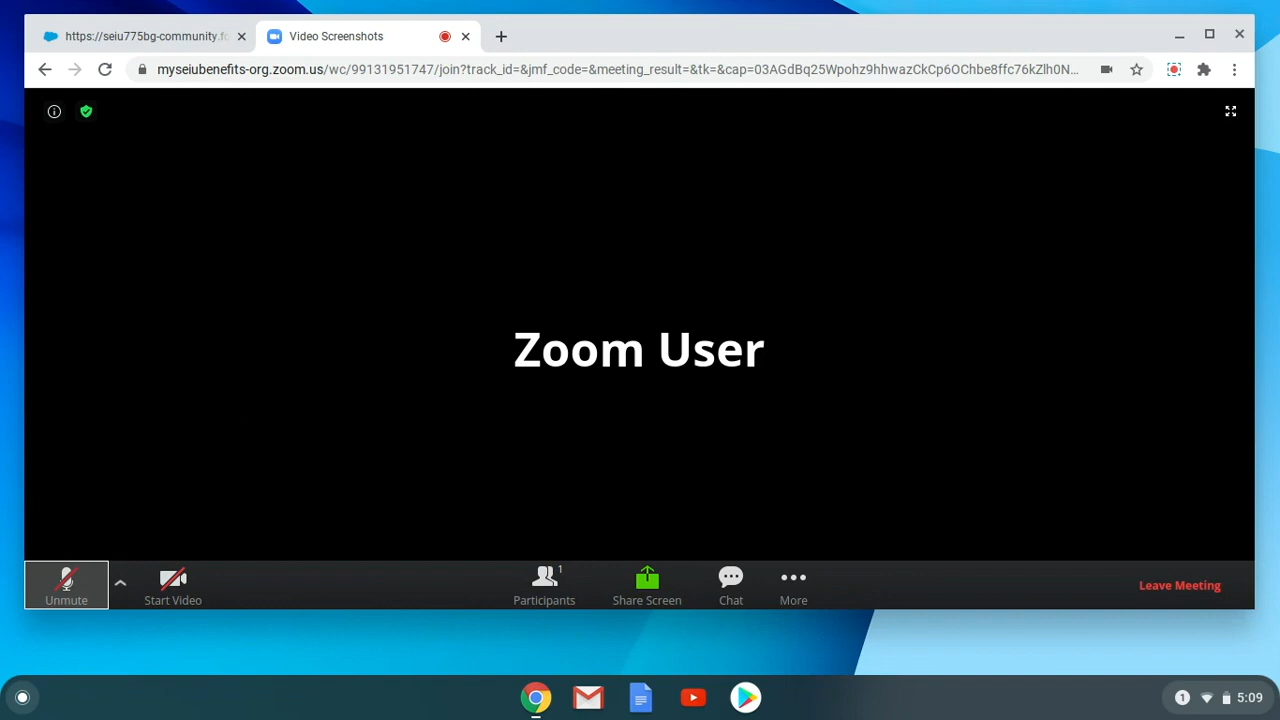 https://seiu775bg-community.fo
Video Screenshots
myseiubenefits-org.zoom.us/wc/99131951747/join?track_id=&jmf_code=&meeting_result=&tk=&cap=03AGdBq25Wpohz9hhwazCkCp6OChbe8ffc76kZlh0N...
Zoom User
Unmute
Start Video
Participants
1
Share Screen
Chat
More
Leave Meeting
1
5:09